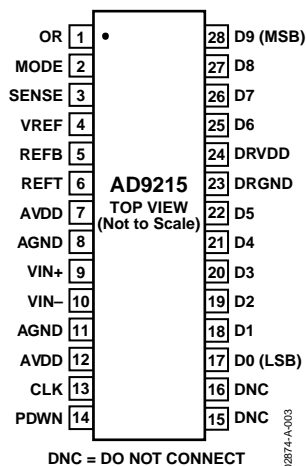 OR 1 28 D9 (MSB)
MODE 2 27 D8
SENSE 3 26 D7
VREF 4 25 D6
REFB 5 24 DRVDD
REFT 6 AD9215 23 DRGND
AVDD 7 TOP VIEW 22 D5
AGND 8 (Not to Scale) 21 D4
VIN+ 9 20 D3
VIN– 10 19 D2
AGND 11 18 D1
AVDD 12 17 D0 (LSB)
CLK 13 16 DNC
PDWN 14 15 DNC
DNC = DO NOT CONNECT